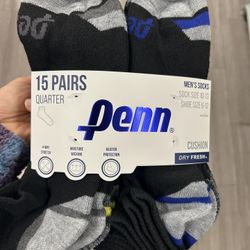 15 PAIRS
QUARTER
Penn
MEN'S SOCKS
SOCK SIZE 10-13
SHOE SIZE 6-12
4-WAY
STRETCH
MOISTURE
WICKING
BLISTER
PROTECTION
CUSHION
DRY FRESH